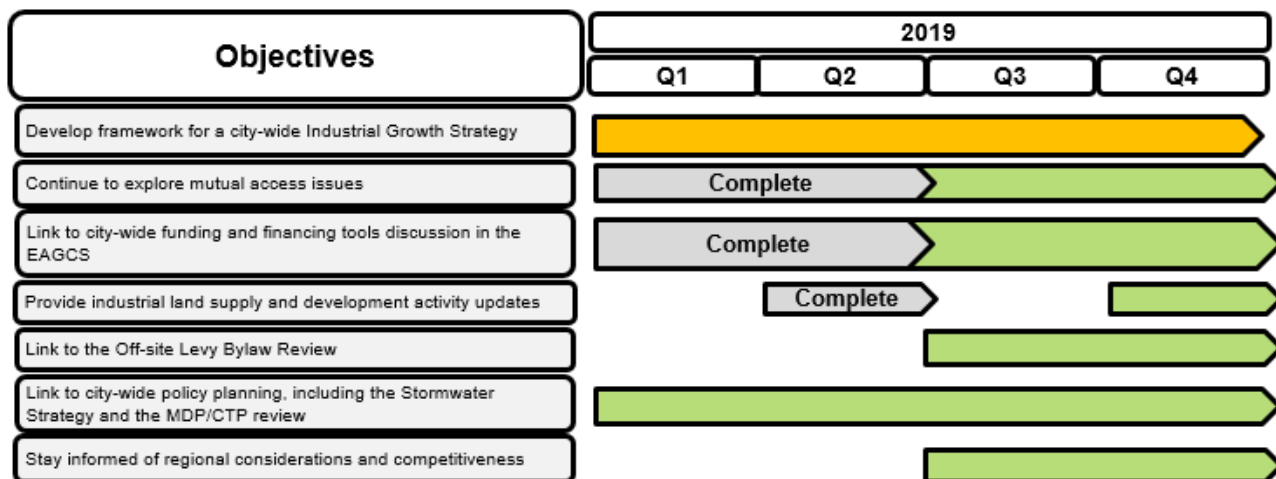 Objectives
2019
Q1 Q2 Q3 Q4
Develop framework for a city-wide Industrial Growth Strategy
Continue to explore mutual access issues
Complete
Link to city-wide funding and financing tools discussion in the
EAGCS
Complete
Provide industrial land supply and development activity updates
Complete
Link to the Off-site Levy Bylaw Review
Link to city-wide policy planning, including the Stormwater
Strategy and the MDP/CTP review
Stay informed of regional considerations and competitiveness